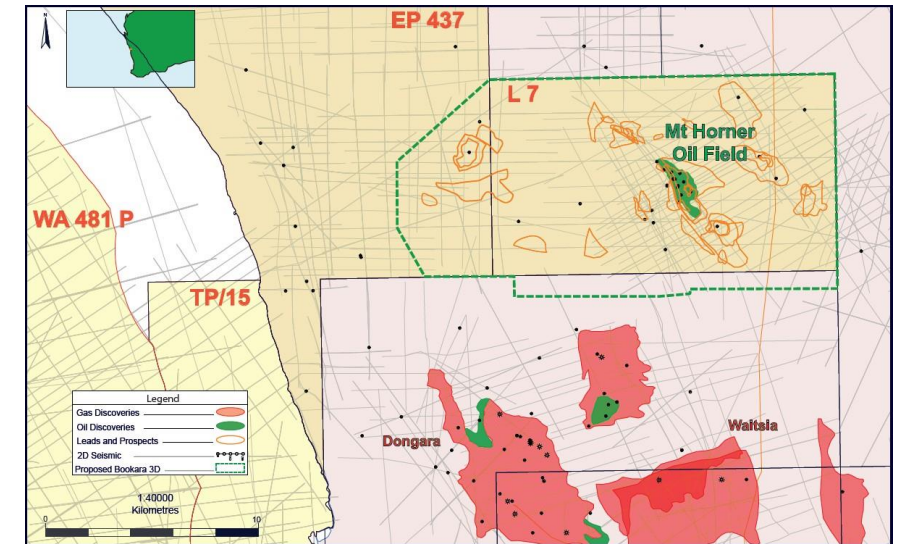 EP 437
L 7
Mt Horner
Oil Field
WA 481 P
TP/15
Dongara
Waitsia
Legend
Gas Discoveries
Oil Discoveries
Leads and Prospects
2D Seismic
Proposed Bookara 3D
1:40000
Kilometres
0 10